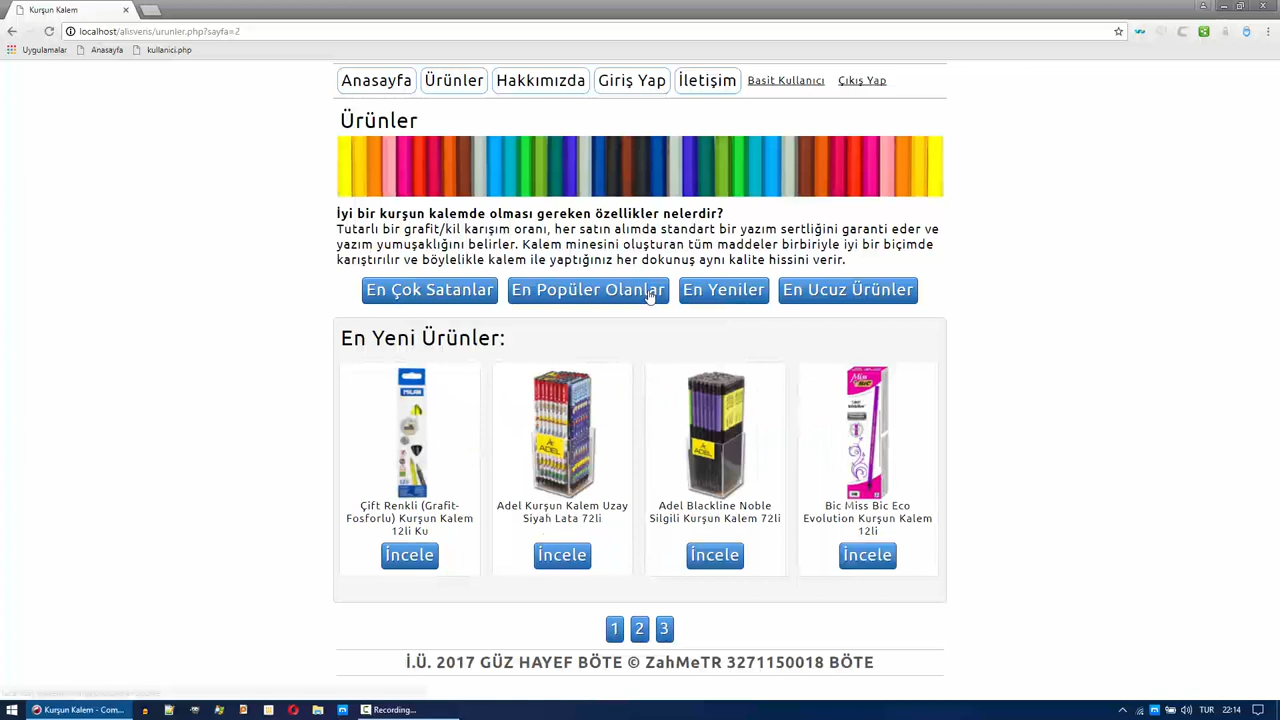 Kurşun Kalem
localhost/alisveris/urunler.php?sayfa=2
Uygulamalar Anasayfa kullanici.php
Anasayfa Ürünler Hakkımızda Giriş Yap İletişim Basit Kullanıcı Çıkış Yap
Ürünler
İyi bir kurşun kalemde olması gereken özellikler nelerdir?
Tutarlı bir grafit/kil karışım oranı, her satın alımda standart bir yazım sertliğini garanti eder ve
yazım yumuşaklığını belirler. Kalem minesini oluşturan tüm maddeler birbiriyle iyi bir biçimde
karıştırılır ve böylelikle kalem ile yaptığınız her dokunuş aynı kalite hissini verir.
En Çok Satanlar En Popüler Olanlar En Yeniler En Ucuz Ürünler
En Yeni Ürünler:
MILAN
ADEL
ADEL
Miss
BIC
Çift Renkli (Grafit-
Fosforlu) Kurşun Kalem
12li Ku
Adel Kurşun Kalem Uzay
Siyah Lata 72li
Adel Blackline Noble
Silgili Kurşun Kalem 72li
Bic Miss Bic Eco
Evolution Kurşun Kalem
12li
İncele İncele İncele İncele
1 2 3
İ.Ü. 2017 GÜZ HAYEF BÖTE © ZahMeTR 3271150018 BÖTE
Kurşun Kalem - Com... Recording... TUR 22:14